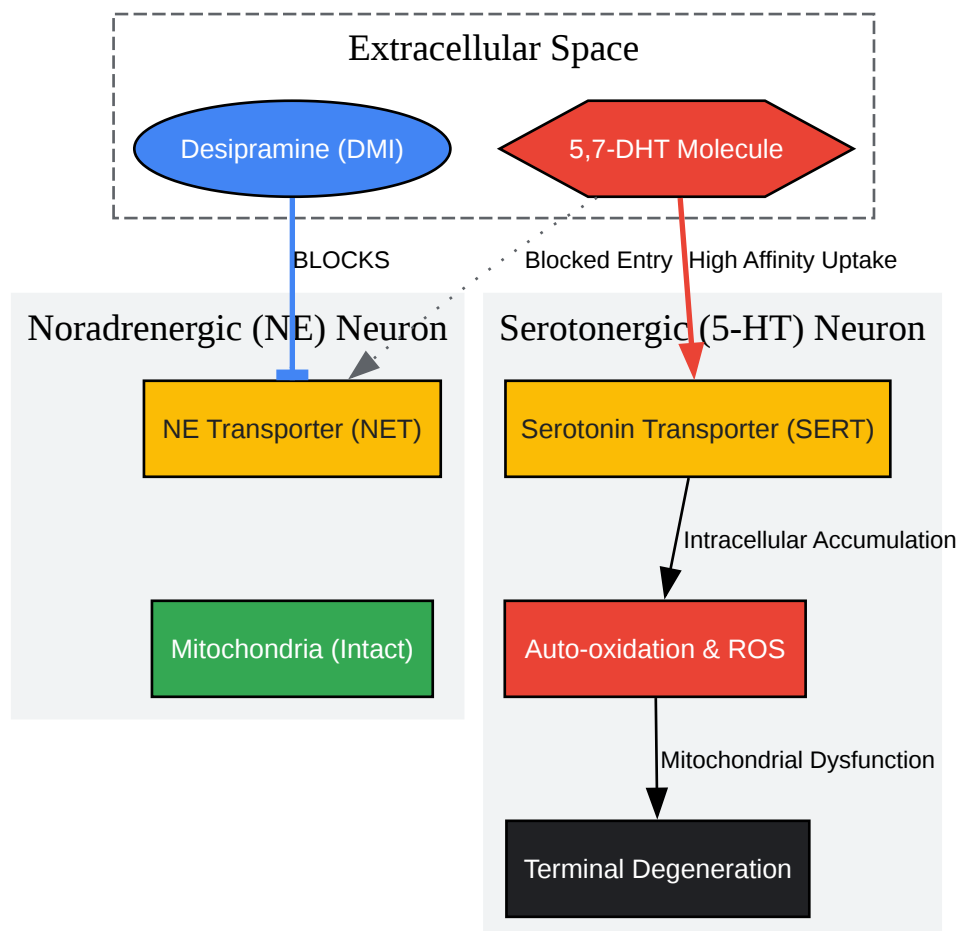 Extracellular Space
Desipramine (DMI)
5,7-DHT Molecule
BLOCKS
Blocked Entry
High Affinity Uptake
Noradrenergic (NE) Neuron
Serotonergic (5-HT) Neuron
NE Transporter (NET)
Serotonin Transporter (SERT)
Intracellular Accumulation
Mitochondria (Intact)
Auto-oxidation & ROS
Mitochondrial Dysfunction
Terminal Degeneration